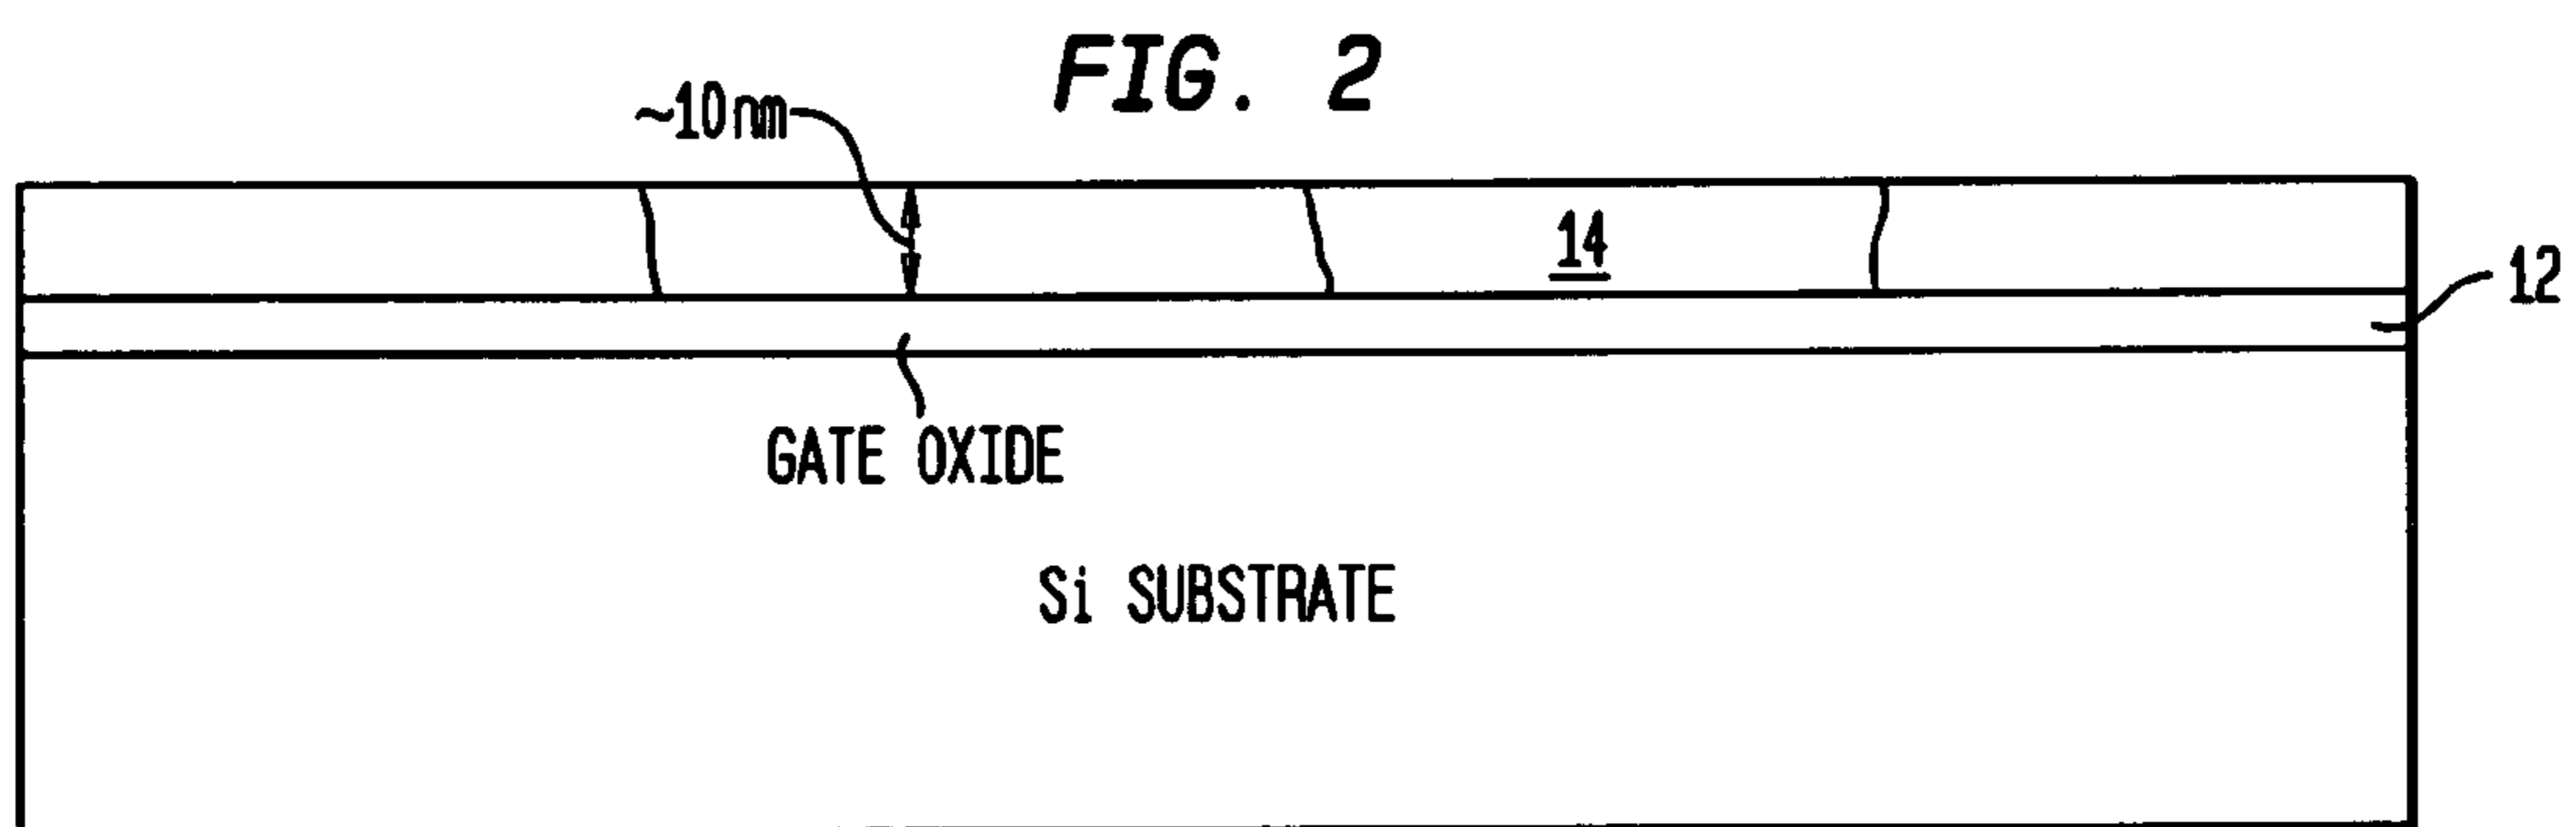 FIG. 2
~10nm
14
12
GATE OXIDE
Si SUBSTRATE